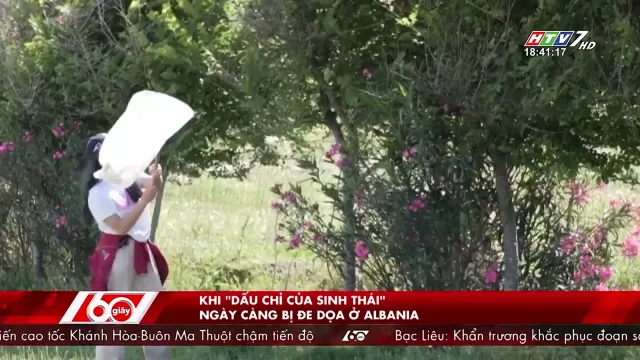 HTV7 HD
18:41:17
60 giây
KHI "DẤU CHỈ CỦA SINH THÁI"
NGÀY CÀNG BỊ ĐE DỌA Ở ALBANIA
iến cao tốc Khánh Hòa-Buôn Ma Thuột chậm tiến độ 60 Bạc Liêu: Khẩn trương khắc phục đoạn s